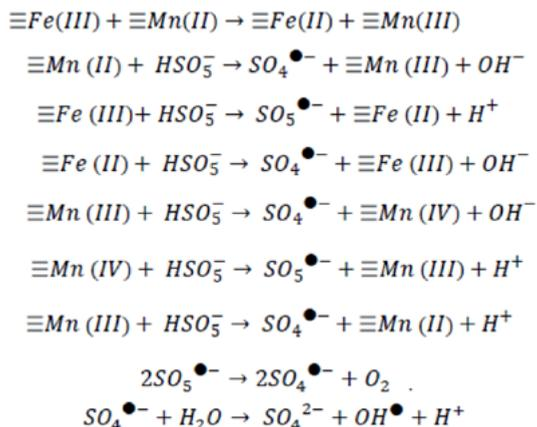 ≡Fe(III) + ≡Mn(II) → ≡Fe(II) + ≡Mn(III)
≡Mn (II) + HSO₅⁻ → SO₄●⁻ + ≡Mn (III) + OH⁻
≡Fe (III)+ HSO₅⁻ → SO₅●⁻ + ≡Fe (II) + H⁺
≡Fe (II) + HSO₅⁻ → SO₄●⁻ + ≡Fe (III) + OH⁻
≡Mn (III) + HSO₅⁻ → SO₄●⁻ + ≡Mn (IV) + OH⁻
≡Mn (IV) + HSO₅⁻ → SO₅●⁻ + ≡Mn (III) + H⁺
≡Mn (III) + HSO₅⁻ → SO₄●⁻ + ≡Mn (II) + H⁺
2SO₅●⁻ → 2SO₄●⁻ + O₂ .
SO₄●⁻ + H₂O → SO₄²⁻ + OH● + H⁺